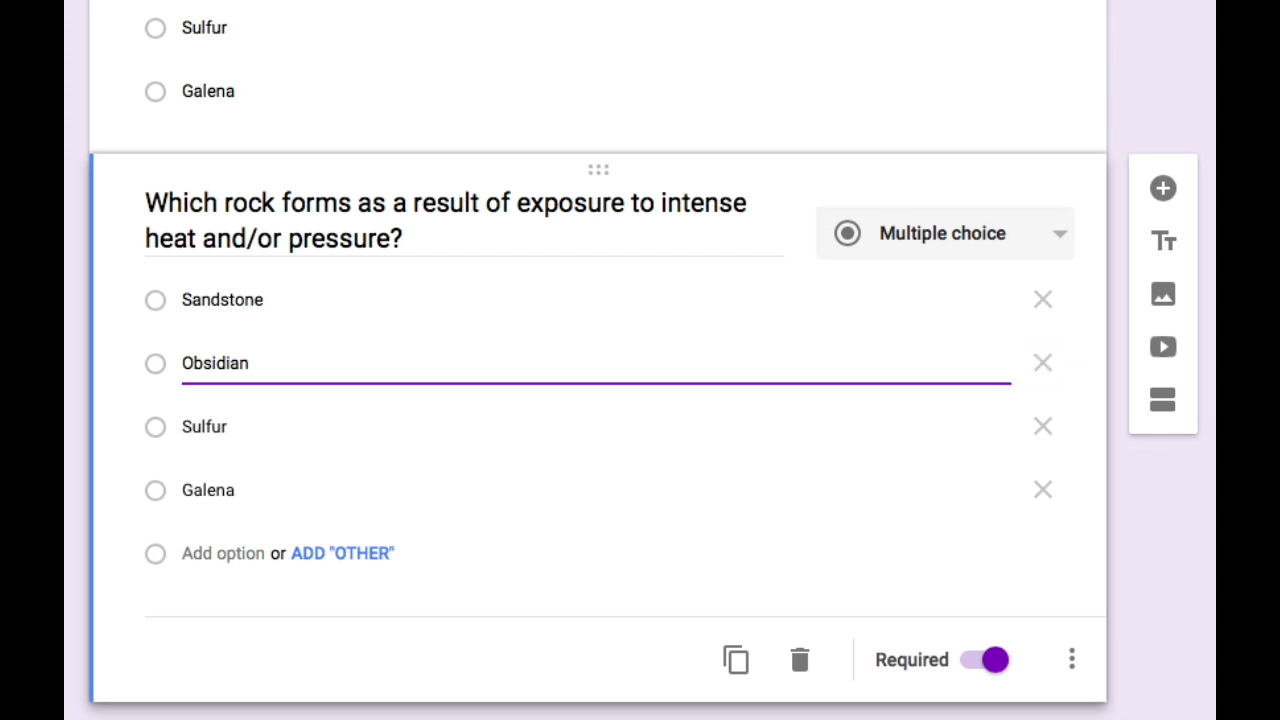 Sulfur
Galena
Which rock forms as a result of exposure to intense
heat and/or pressure?
Multiple choice
Sandstone
Obsidian
Sulfur
Galena
Add option or ADD "OTHER"
Required